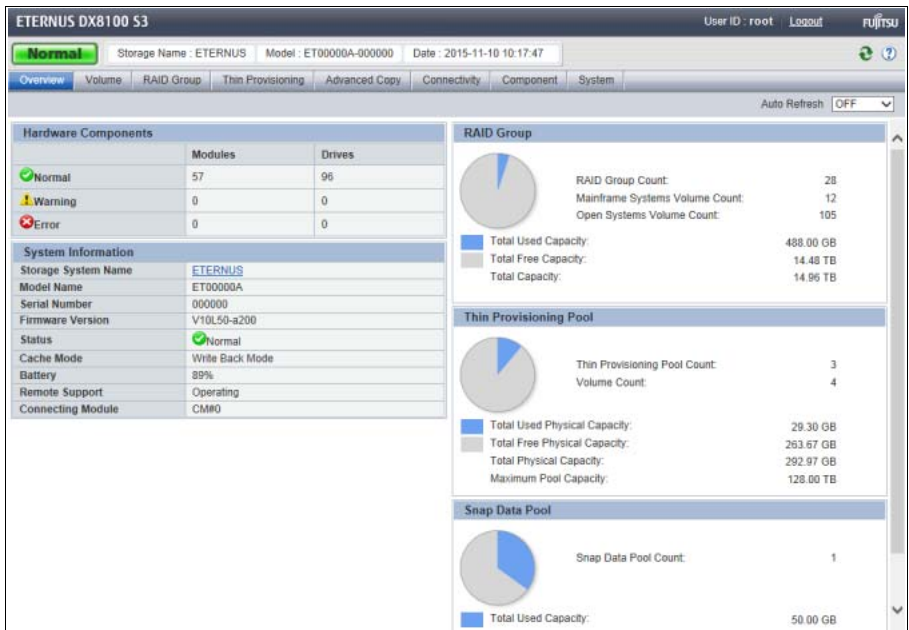 ETERNUS DX8100 S3
User ID : root Logout FUJITSU
Normal Storage Name : ETERNUS Model : ET00000A-000000 Date : 2015-11-10 10:17:47
Overview Volume RAID Group Thin Provisioning Advanced Copy Connectivity Component System
Auto Refresh OFF
Hardware Components
Modules Drives
Normal 57 96
Warning 0 0
Error 0 0
System Information
Storage System Name ETERNUS
Model Name ET00000A
Serial Number 000000
Firmware Version V10L50-a200
Status Normal
Cache Mode Write Back Mode
Battery 89%
Remote Support Operating
Connecting Module CM#0
RAID Group
RAID Group Count: 28
Mainframe Systems Volume Count: 12
Open Systems Volume Count: 105
Total Used Capacity: 488.00 GB
Total Free Capacity: 14.48 TB
Total Capacity: 14.96 TB
Thin Provisioning Pool
Thin Provisioning Pool Count: 3
Volume Count: 4
Total Used Physical Capacity: 29.30 GB
Total Free Physical Capacity: 263.67 GB
Total Physical Capacity: 292.97 GB
Maximum Pool Capacity: 128.00 TB
Snap Data Pool
Snap Data Pool Count: 1
Total Used Capacity: 50.00 GB